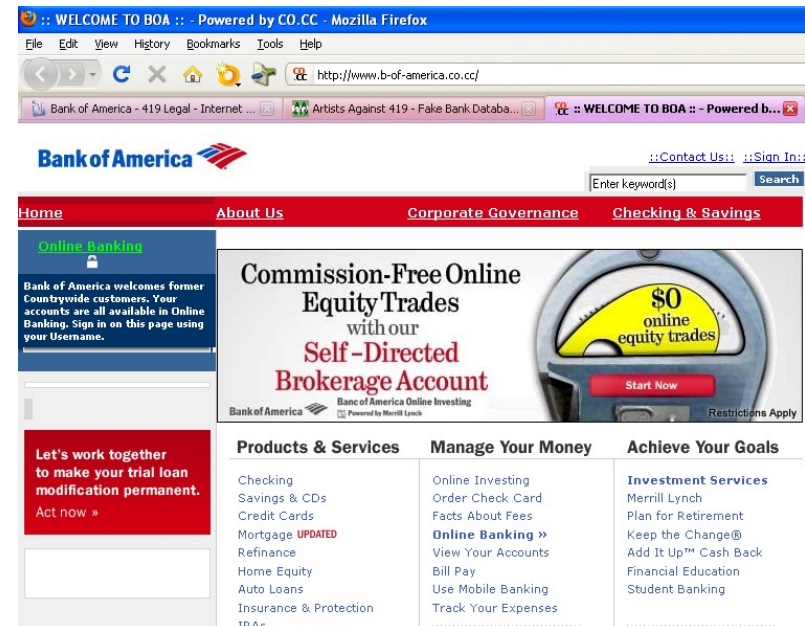 :: WELCOME TO BOA :: - Powered by CO.CC - Mozilla Firefox
File Edit View History Bookmarks Tools Help
http://www.b-of-america.co.cc/
Bank of America - 419 Legal - Internet ... Artists Against 419 - Fake Bank Databa... :: WELCOME TO BOA :: - Powered b...
Bank of America
::Contact Us:: ::Sign In::
Enter keyword(s) Search
Home About Us Corporate Governance Checking & Savings
Online Banking
Bank of America welcomes former
Countrywide customers. Your
accounts are all available in Online
Banking. Sign in on this page using
your Username.
Commission-Free Online
Equity Trades
with our
Self-Directed
Brokerage Account
Bank of America Banc of America Online Investing
Powered by Merrill Lynch
$0
online
equity trades
Start Now
Restrictions Apply
Let's work together
to make your trial loan
modification permanent.
Act now »
Products & Services
Checking
Savings & CDs
Credit Cards
Mortgage UPDATED
Refinance
Home Equity
Auto Loans
Insurance & Protection
IRAs
Manage Your Money
Online Investing
Order Check Card
Facts About Fees
Online Banking »
View Your Accounts
Bill Pay
Use Mobile Banking
Track Your Expenses
Achieve Your Goals
Investment Services
Merrill Lynch
Plan for Retirement
Keep the Change®
Add It Up™ Cash Back
Financial Education
Student Banking